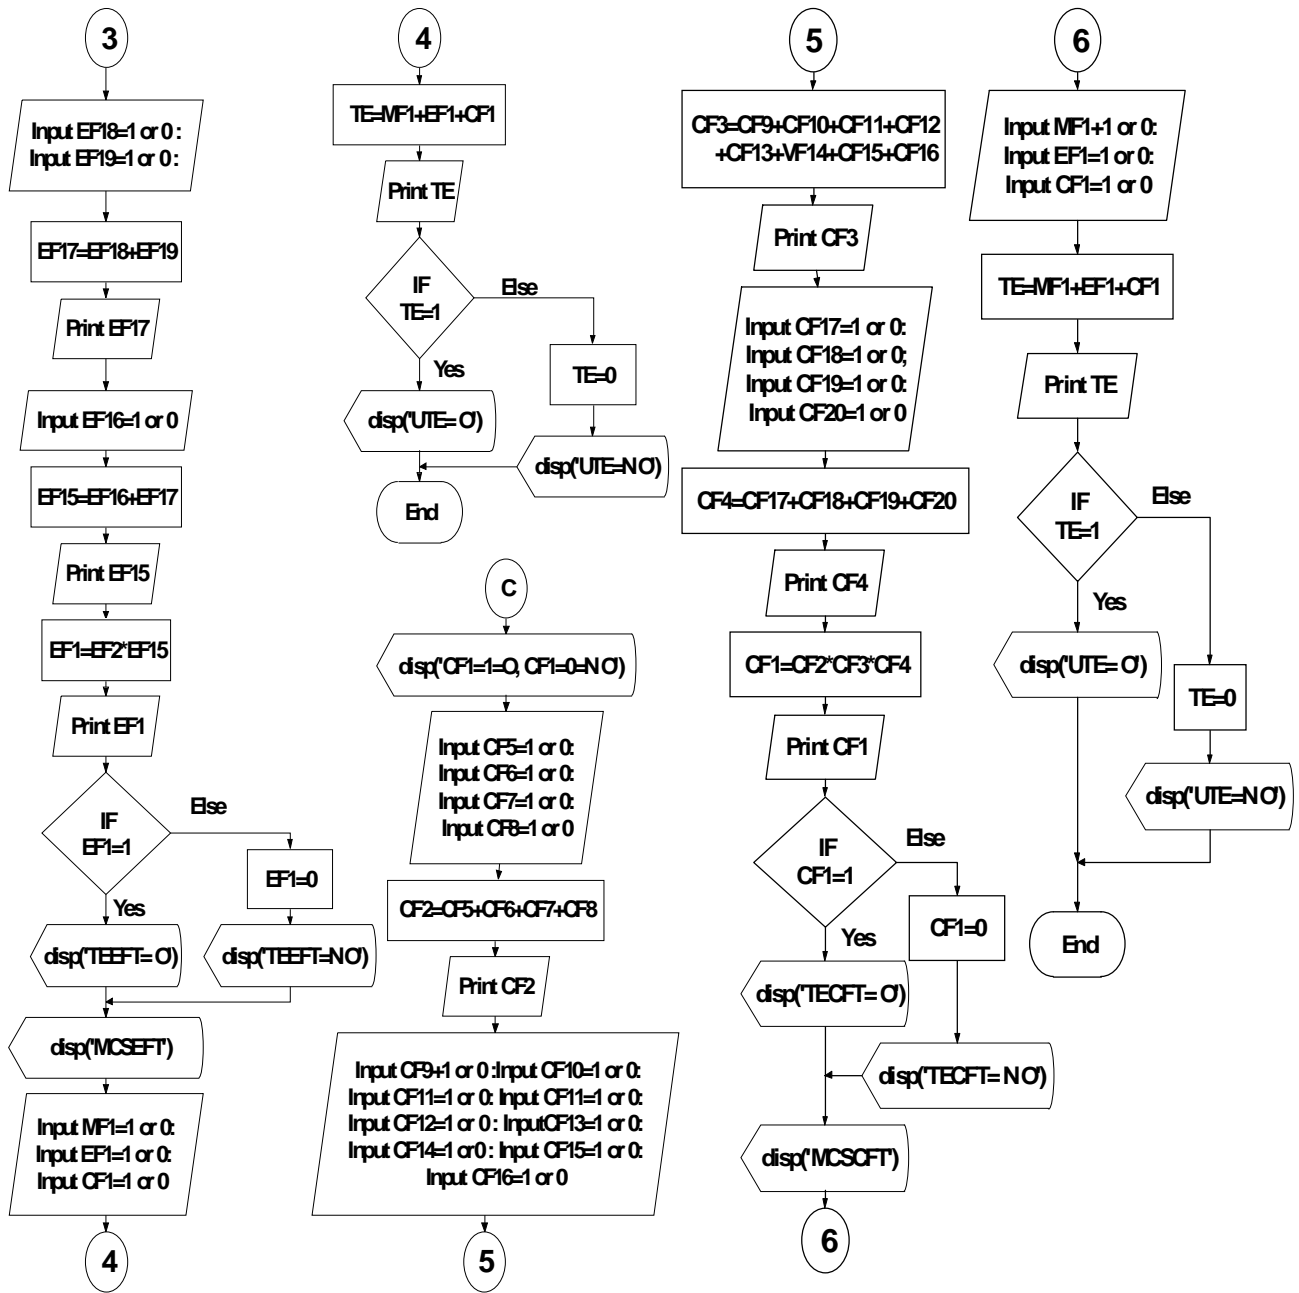 3
Input EF18=1 or 0 :
Input EF19=1 or 0 :
EF17=EF18+EF19
Print EF17
Input EF16=1 or 0
EF15=EF16+EF17
Print EF15
EF1=EF2*EF15
Print EF1
IF
EF1=1
Else
EF1=0
Yes
disp('TEEFT= O')
disp('TEEFT=NO')
disp('MCSEFT')
Input MF1=1 or 0:
Input EF1=1 or 0:
Input CF1=1 or 0
4
4
TE=MF1+EF1+CF1
Print TE
IF
TE=1
Else
TE=0
Yes
disp('UTE= O')
disp('UTE=NO')
End
C
disp('CF1=1=O, CF1=0=NO')
Input CF5=1 or 0:
Input CF6=1 or 0:
Input CF7=1 or 0:
Input CF8=1 or 0
CF2=CF5+CF6+CF7+CF8
Print CF2
Input CF9+1 or 0 :Input CF10=1 or 0:
Input CF11=1 or 0: Input CF11=1 or 0:
Input CF12=1 or 0 : InputCF13=1 or 0:
Input CF14=1 or0 : Input CF15=1 or 0:
Input CF16=1 or 0
5
5
CF3=CF9+CF10+CF11+CF12
+CF13+VF14+CF15+CF16
Print CF3
Input CF17=1 or 0:
Input CF18=1 or 0;
Input CF19=1 or 0:
Input CF20=1 or 0
CF4=CF17+CF18+CF19+CF20
Print CF4
CF1=CF2*CF3*CF4
Print CF1
IF
CF1=1
Else
CF1=0
Yes
disp('TECFT= O')
disp('TECFT= NO')
disp('MCSCFT')
6
6
Input MF1+1 or 0:
Input EF1=1 or 0:
Input CF1=1 or 0
TE=MF1+EF1+CF1
Print TE
IF
TE=1
Else
Yes
disp('UTE= O')
TE=0
disp('UTE=NO')
End